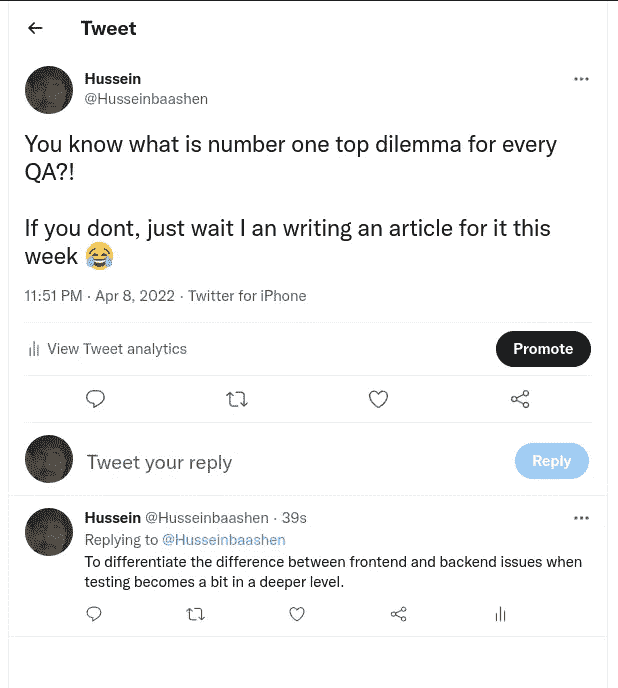 Tweet
Hussein
@Husseinbaashen
You know what is number one top dilemma for every
QA?!
If you dont, just wait I an writing an article for it this
week 😂
11:51 PM · Apr 8, 2022 · Twitter for iPhone
View Tweet analytics
Promote
Tweet your reply
Reply
Hussein @Husseinbaashen · 39s
Replying to @Husseinbaashen
To differentiate the difference between frontend and backend issues when
testing becomes a bit in a deeper level.